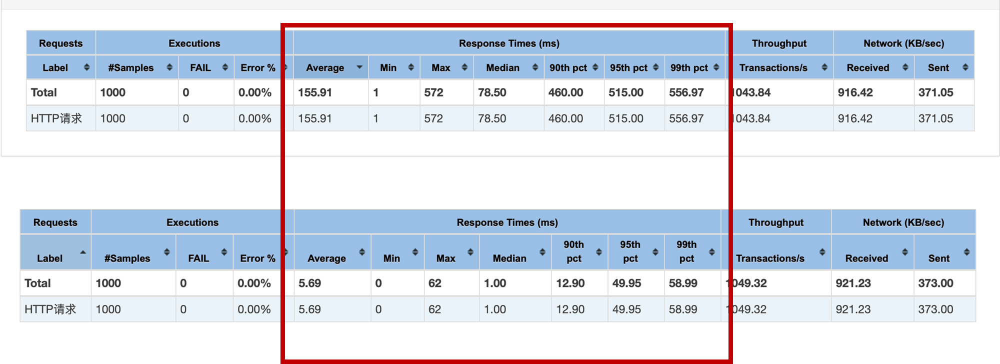 Requests Executions Response Times (ms) Throughput Network (KB/sec)
Label #Samples FAIL Error % Average Min Max Median 90th pct 95th pct 99th pct Transactions/s Received Sent
Total 1000 0 0.00% 155.91 1 572 78.50 460.00 515.00 556.97 1043.84 916.42 371.05
HTTP请求 1000 0 0.00% 155.91 1 572 78.50 460.00 515.00 556.97 1043.84 916.42 371.05
Requests Executions Response Times (ms) Throughput Network (KB/sec)
Label #Samples FAIL Error % Average Min Max Median 90th pct 95th pct 99th pct Transactions/s Received Sent
Total 1000 0 0.00% 5.69 0 62 1.00 12.90 49.95 58.99 1049.32 921.23 373.00
HTTP请求 1000 0 0.00% 5.69 0 62 1.00 12.90 49.95 58.99 1049.32 921.23 373.00